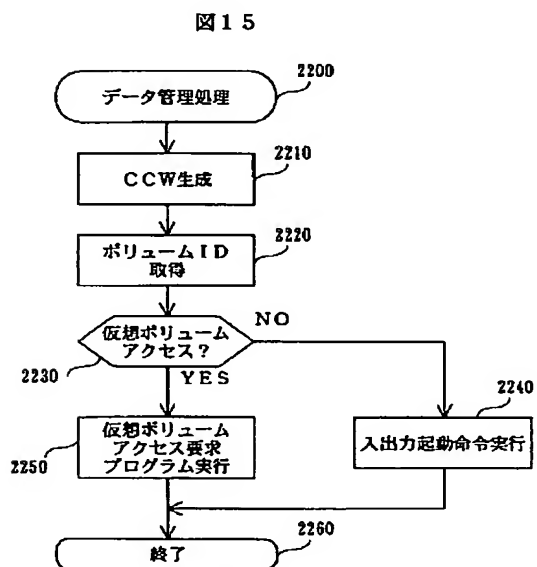 図15
データ管理処理
2200
CCW生成
2210
ボリュームID
取得
2220
仮想ボリューム
アクセス?
2230
NO
YES
仮想ボリューム
アクセス要求
プログラム実行
2250
2240
入出力起動命令実行
終了
2260